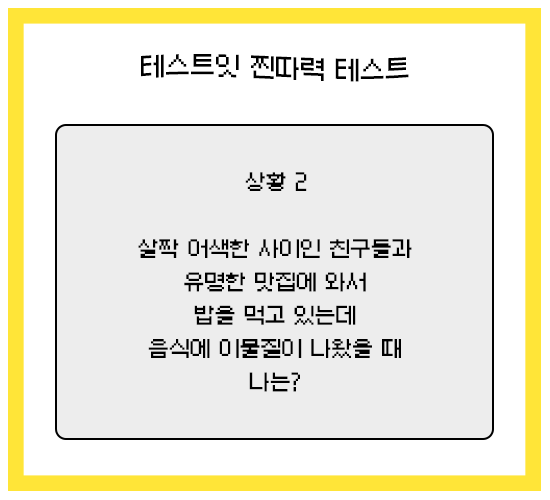 테스트잇 찐따력 테스트
상황 2
살짝 어색한 사이인 친구들과
유명한 맛집에 와서
밥을 먹고 있는데
음식에 이물질이 나왔을 때
나는?